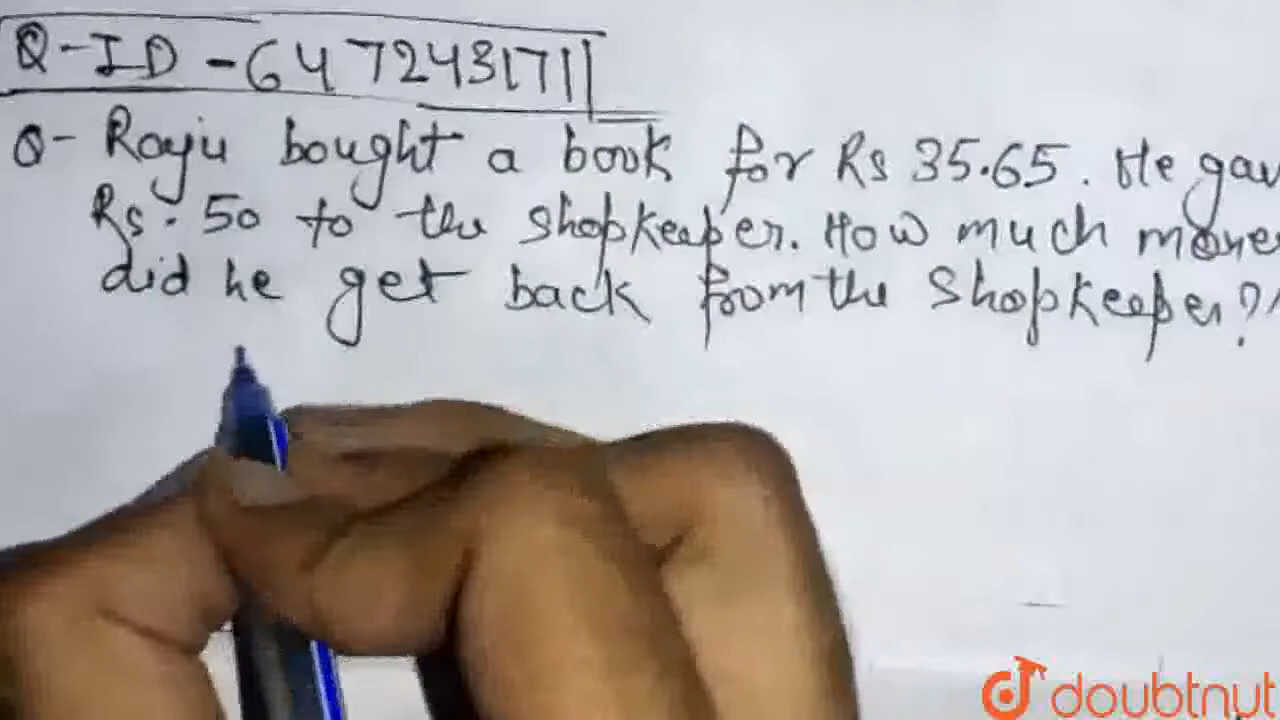 Q-ID - 647243171
Q- Raju bought a book for Rs 35.65. He gav
Rs. 50 to the shopkeeper. How much mone
did he get back from the shopkeeper?
doubtnut